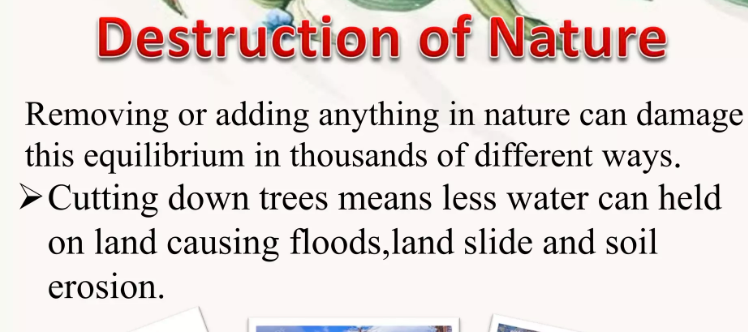 Destruction of Nature
Removing or adding anything in nature can damage
this equilibrium in thousands of different ways.
➢Cutting down trees means less water can held
on land causing floods,land slide and soil
erosion.